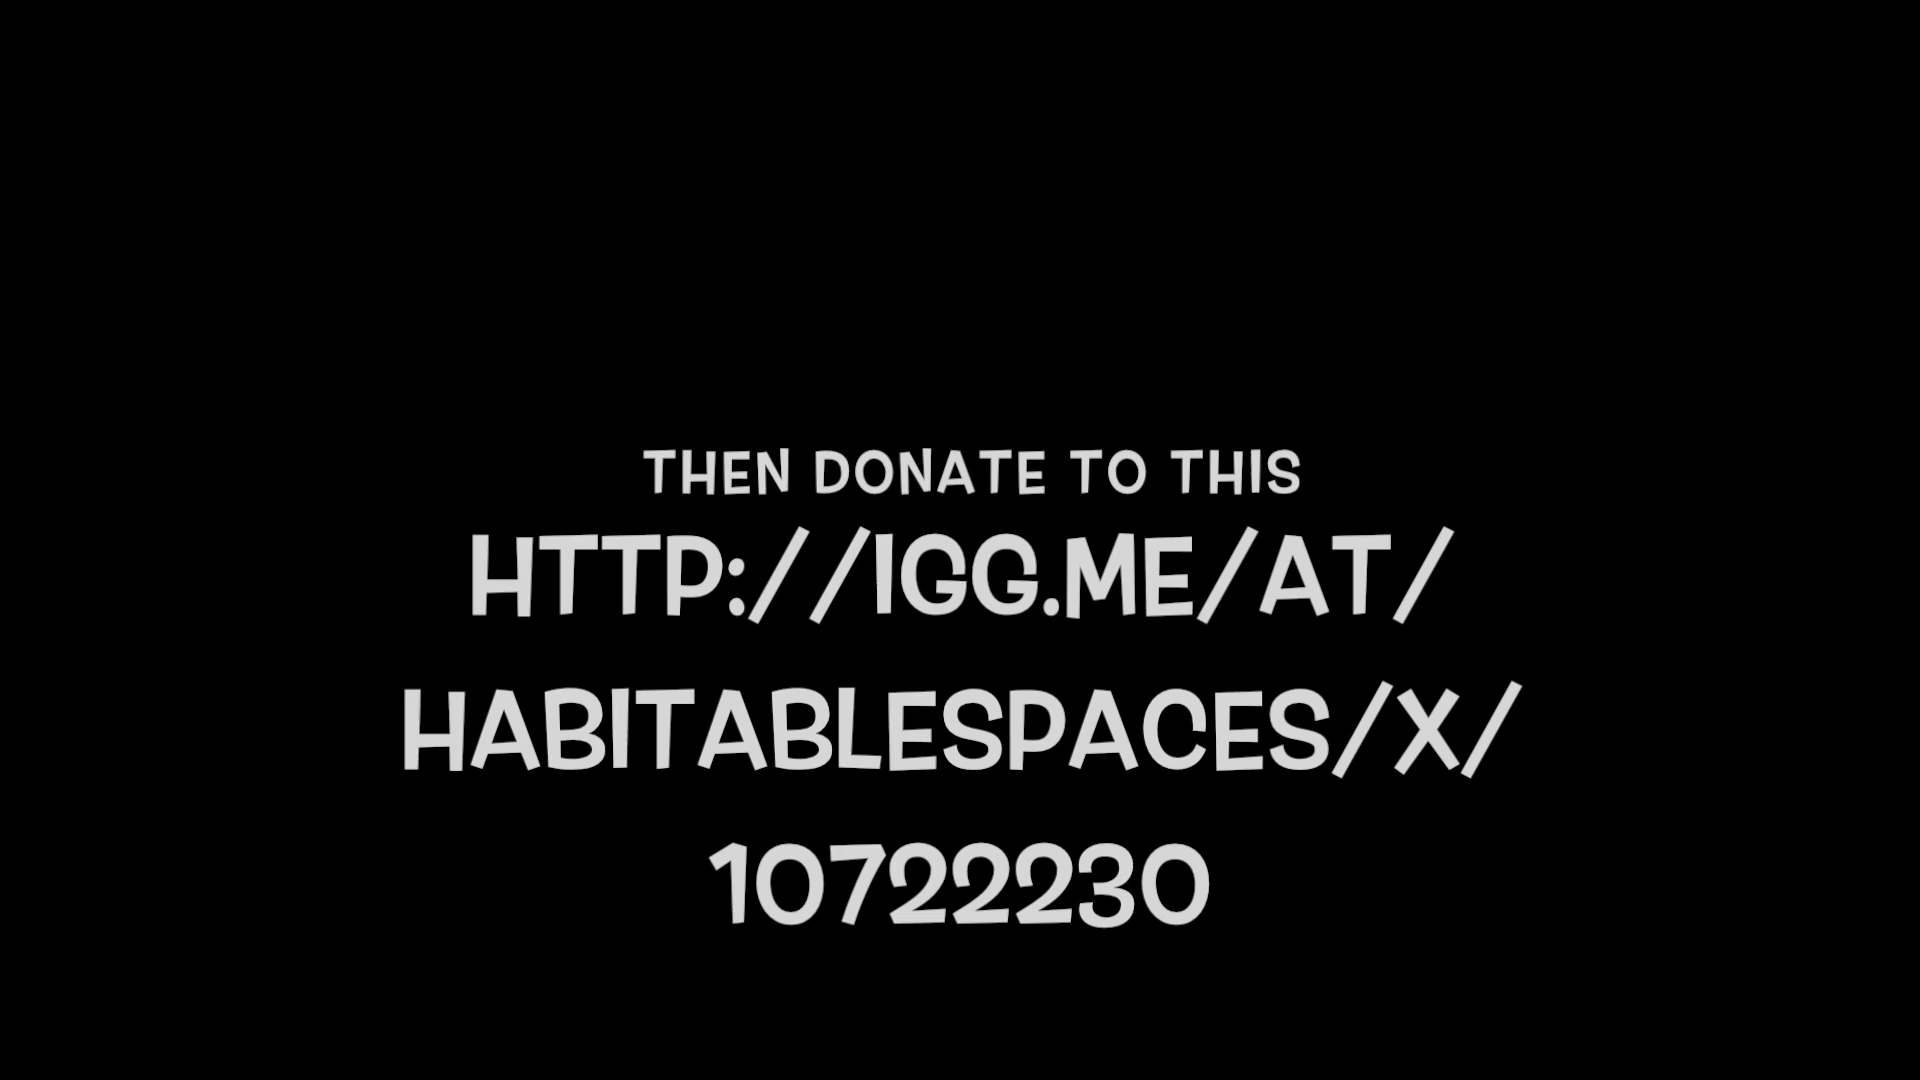 THEN DONATE TO THIS
HTTP://IGG.ME/AT/
HABITABLESPACES/X/
10722230